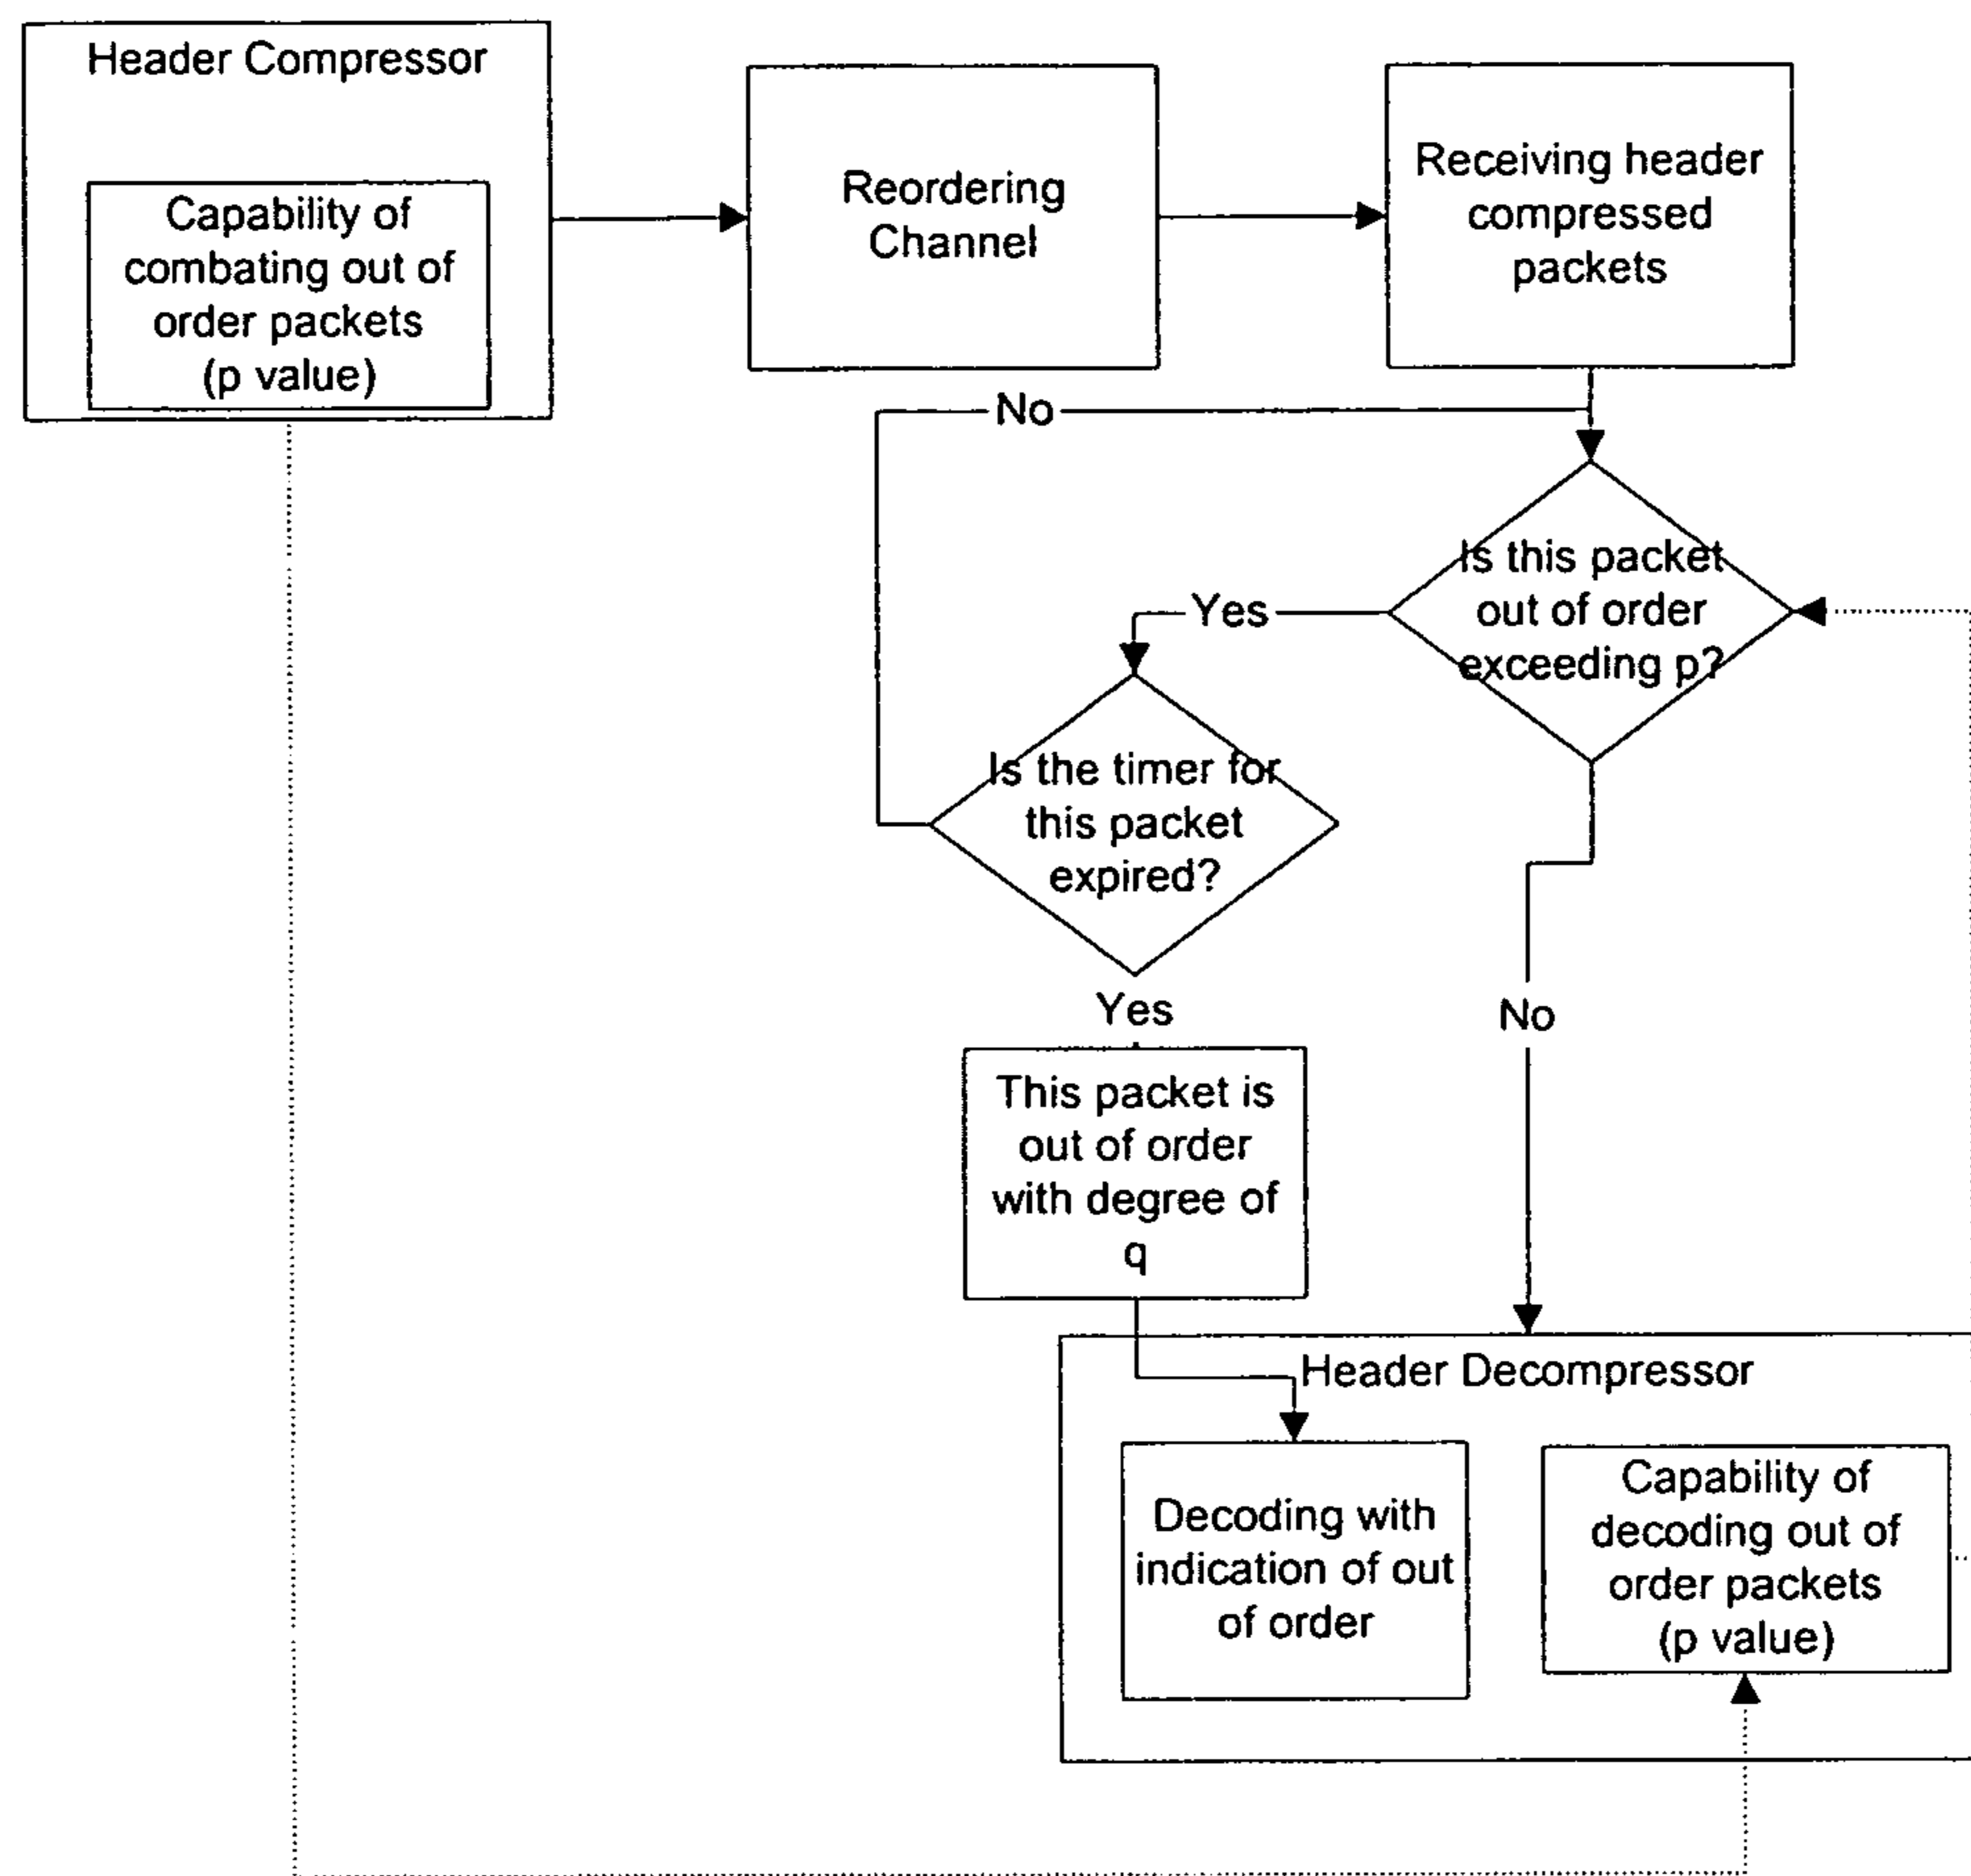 Header Compressor
Capability of
combating out of
order packets
(p value)
Reordering
Channel
Receiving header
compressed
packets
No
Is this packet
out of order
exceeding p?
Yes
Is the timer for
this packet
expired?
Yes
No
This packet is
out of order
with degree of
q
Header Decompressor
Decoding with
indication of out
of order
Capability of
decoding out of
order packets
(p value)